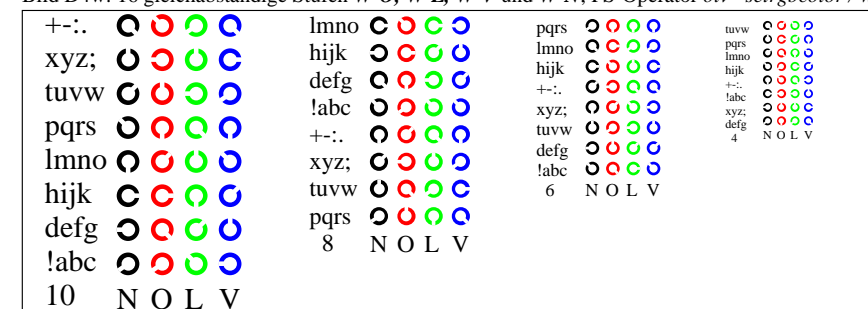 +-:.
xyz;
tuvw
pqrs
lmno
hijk
defg
!abc
10 N O L V
lmno
hijk
defg
!abc
+-:.
xyz;
tuvw
pqrs
8 N O L V
pqrs
lmno
hijk
+-:.
xyz;
tuvw
defg
!abc
6 N O L V
tuvw
pqrs
lmno
hijk
+-:.
!abc
xyz;
defg
4 N O L V